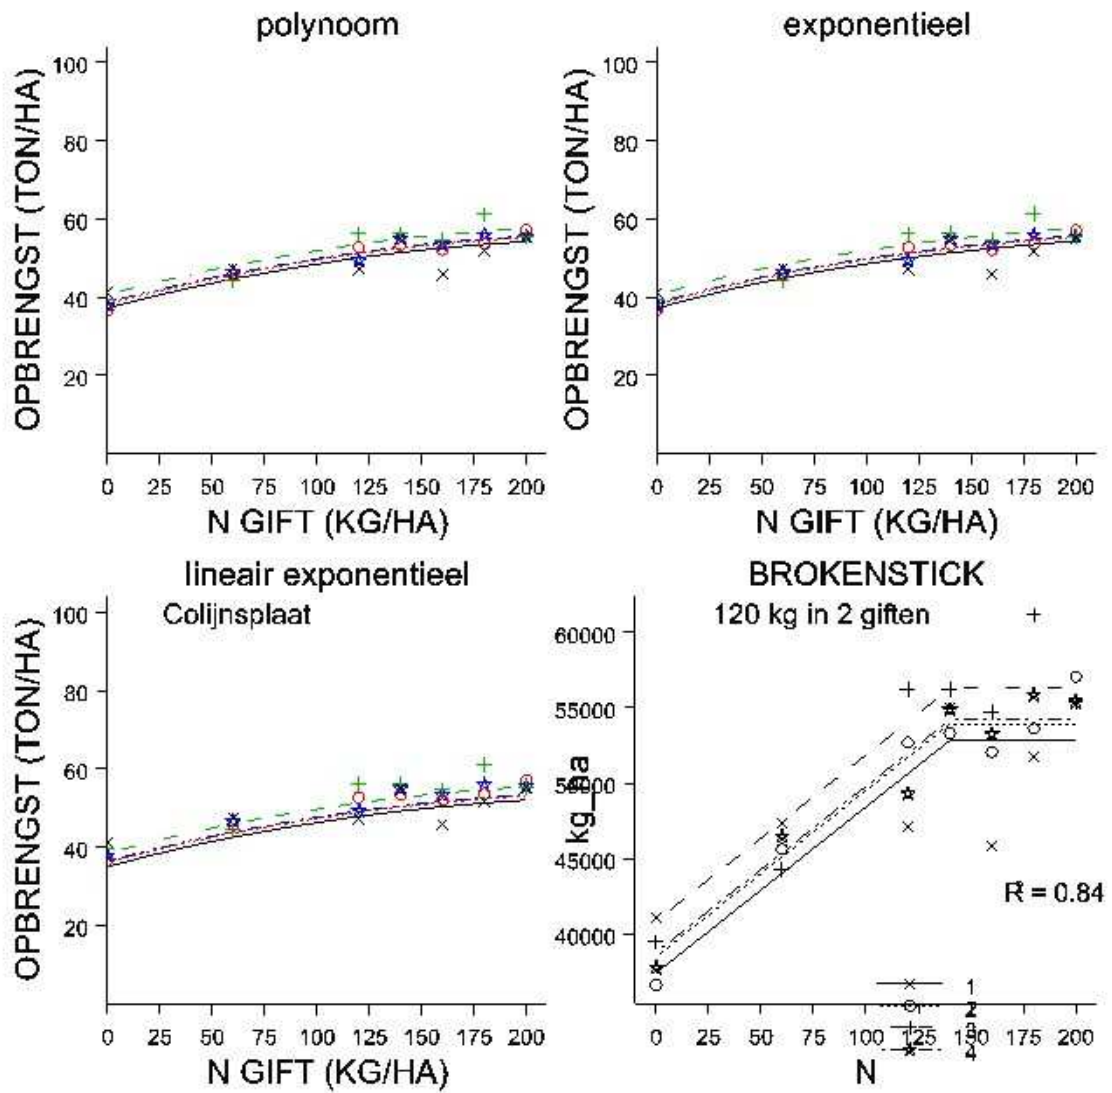 polynoom
OPBRENGST (TON/HA)
100
80
60
40
20
0 25 50 75 100 125 150 175 200
N GIFT (KG/HA)
exponentieel
OPBRENGST (TON/HA)
100
80
60
40
20
0 25 50 75 100 125 150 175 200
N GIFT (KG/HA)
lineair exponentieel
Colijnsplaat
OPBRENGST (TON/HA)
100
80
60
40
20
0 25 50 75 100 125 150 175 200
N GIFT (KG/HA)
BROKENSTICK
120 kg in 2 giften
kg_ha
60000
55000
50000
45000
40000
R² = 0.84
1
2
3
4
0 25 50 75 100 125 150 175 200
N